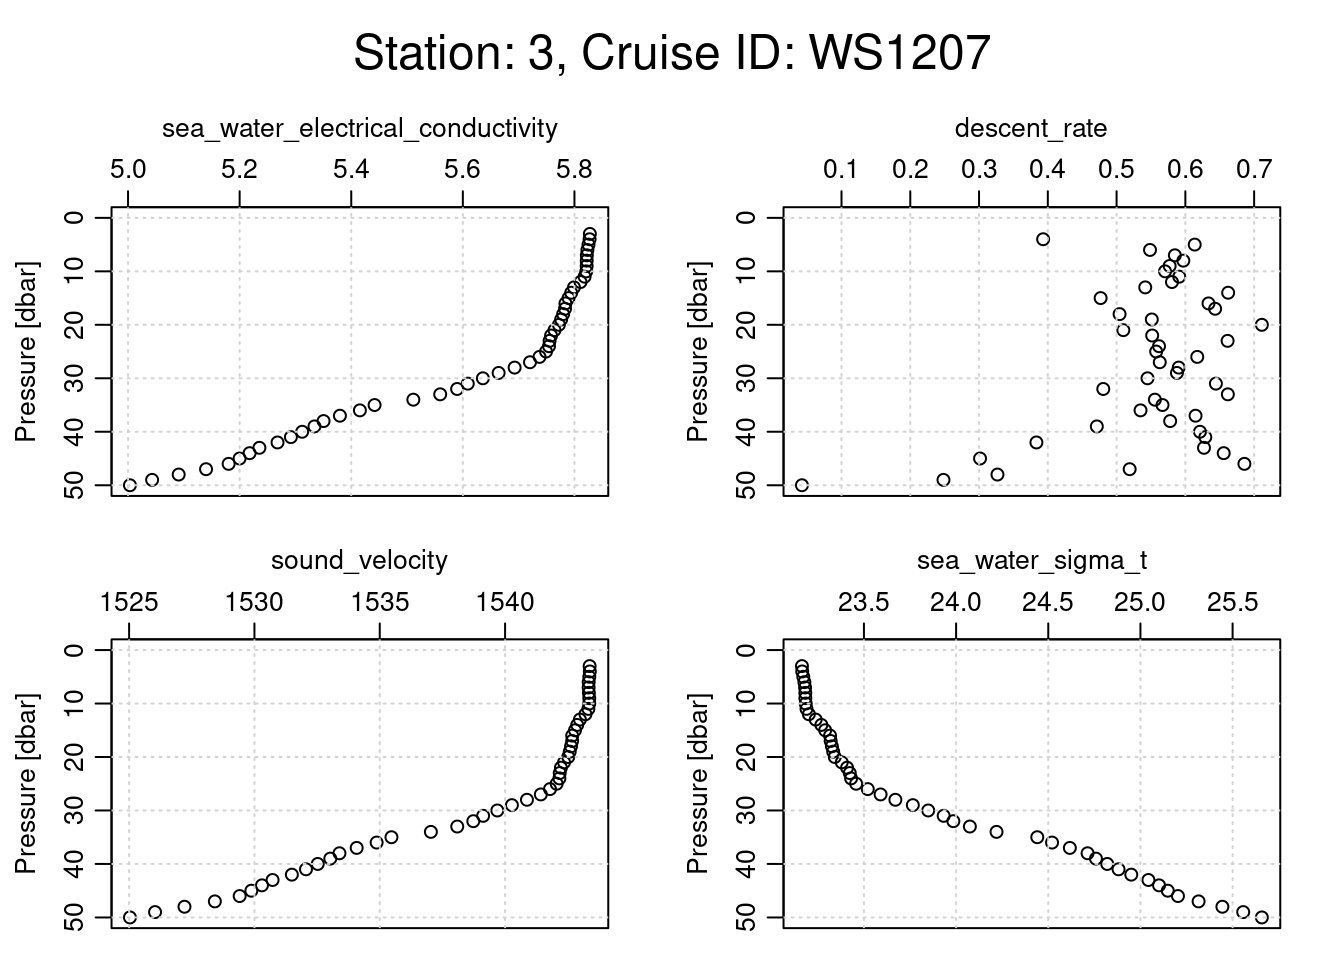 Station: 3, Cruise ID: WS1207
sea_water_electrical_conductivity
5.0 5.2 5.4 5.6 5.8
Pressure [dbar]
0
10
20
30
40
50
descent_rate
0.1 0.2 0.3 0.4 0.5 0.6 0.7
Pressure [dbar]
0
10
20
30
40
50
sound_velocity
1525 1530 1535 1540
Pressure [dbar]
0
10
20
30
40
50
sea_water_sigma_t
23.5 24.0 24.5 25.0 25.5
Pressure [dbar]
0
10
20
30
40
50